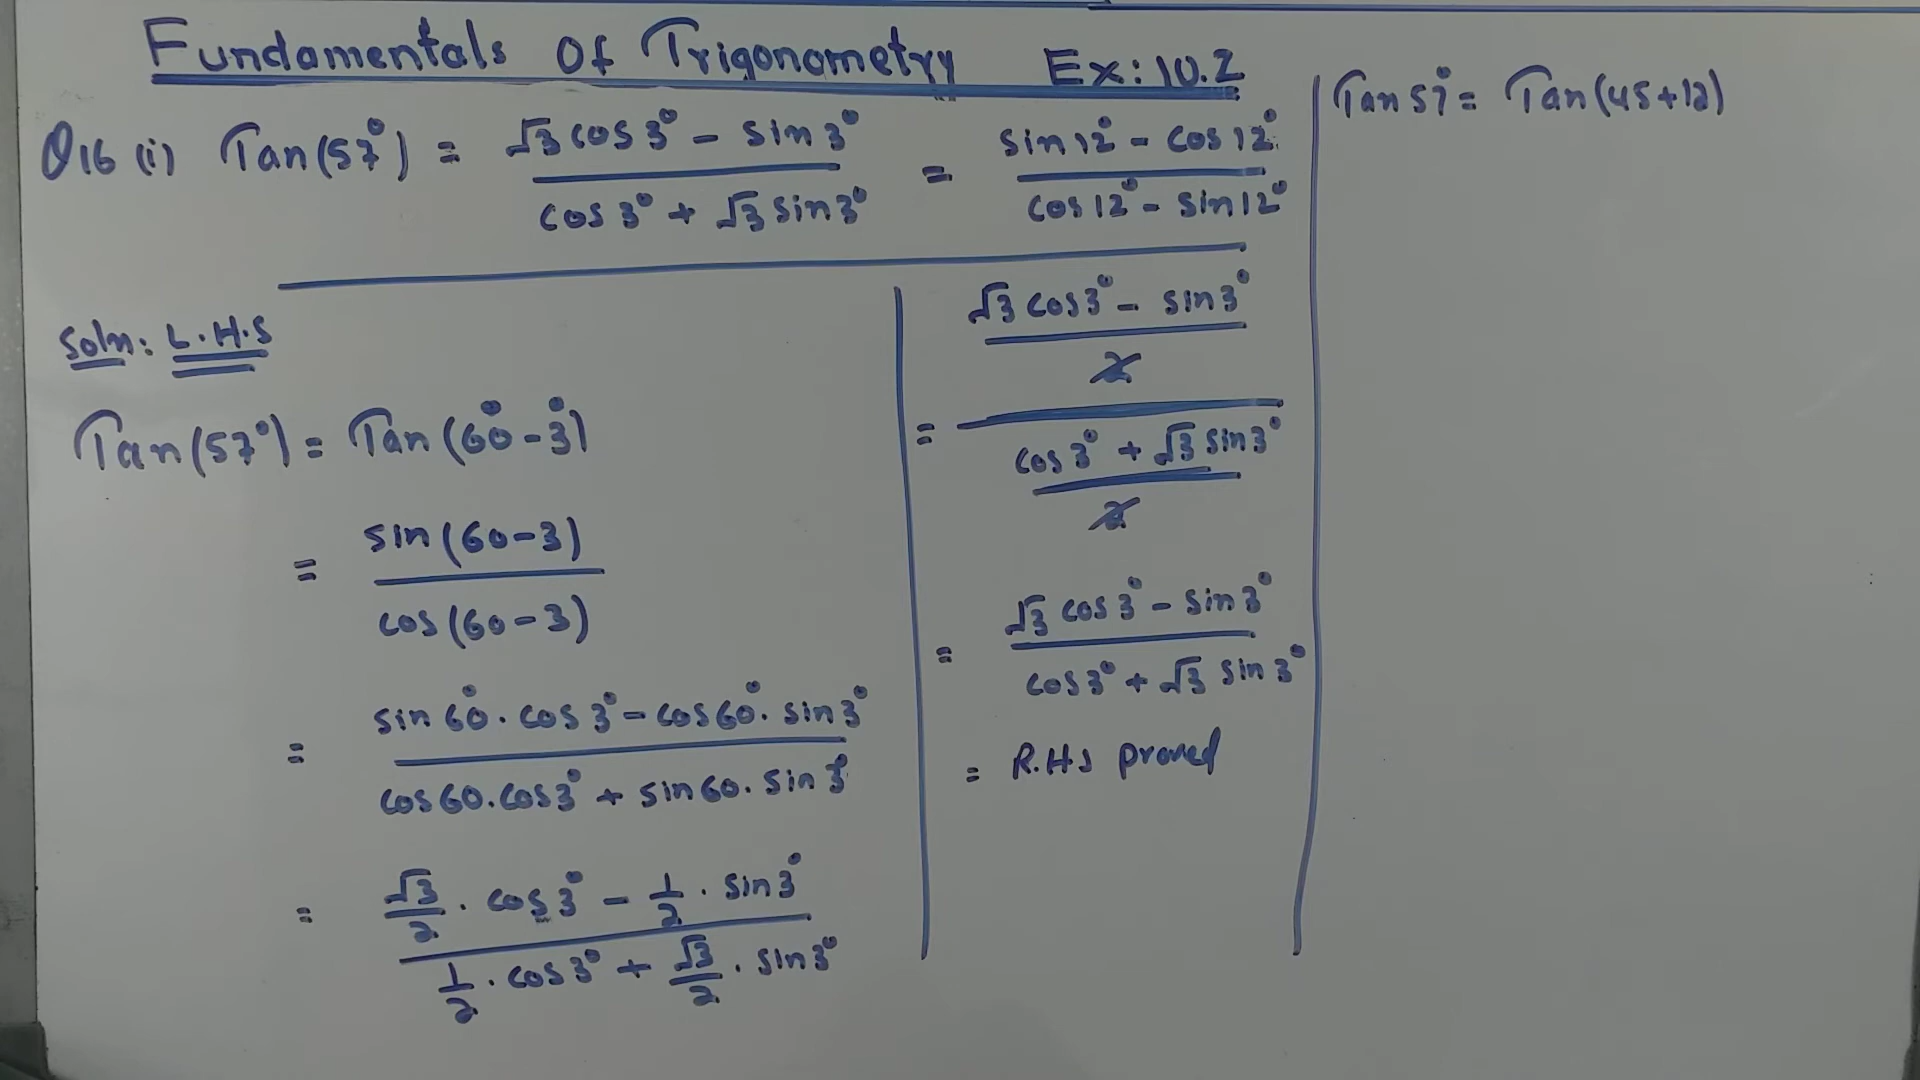 Fundamentals Of Trigonometry Ex: 10.2
Q16 (i) Tan(57°) = √3 cos 3° - sin 3° / cos 3° + √3 sin 3° = sin 12° - cos 12° / cos 12° - sin 12°
Soln: L.H.S
Tan(57°) = Tan(60° - 3°)
= sin(60-3) / cos(60-3)
= sin 60° . cos 3° - cos 60° . sin 3° / cos 60 . cos 3° + sin 60 . sin 3°
= √3/2 . cos 3° - 1/2 . sin 3° / 1/2 . cos 3° + √3/2 . sin 3°
= √3 cos 3° - sin 3° / 2 / cos 3° + √3 sin 3° / 2
= √3 cos 3° - sin 3° / cos 3° + √3 sin 3°
= R.H.S proved
Tan 57° = Tan(45+12)